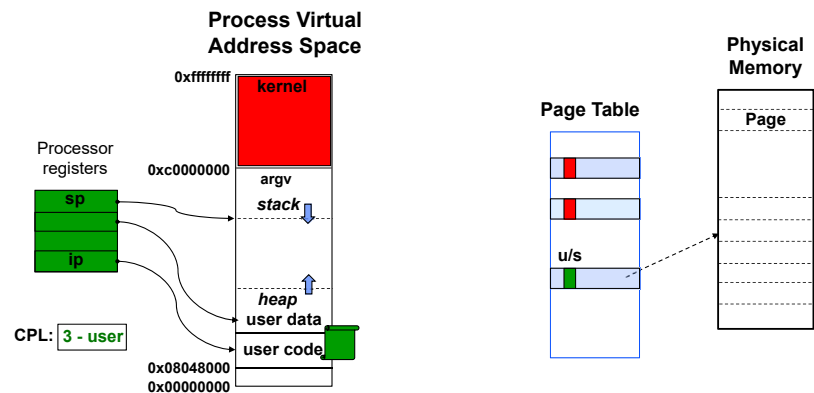 Process Virtual
Address Space
0xffffffff
kernel
Processor
registers
sp
ip
CPL: 3 - user
0xc0000000
argv
stack
heap
user data
user code
0x08048000
0x00000000
Page Table
u/s
Physical
Memory
Page